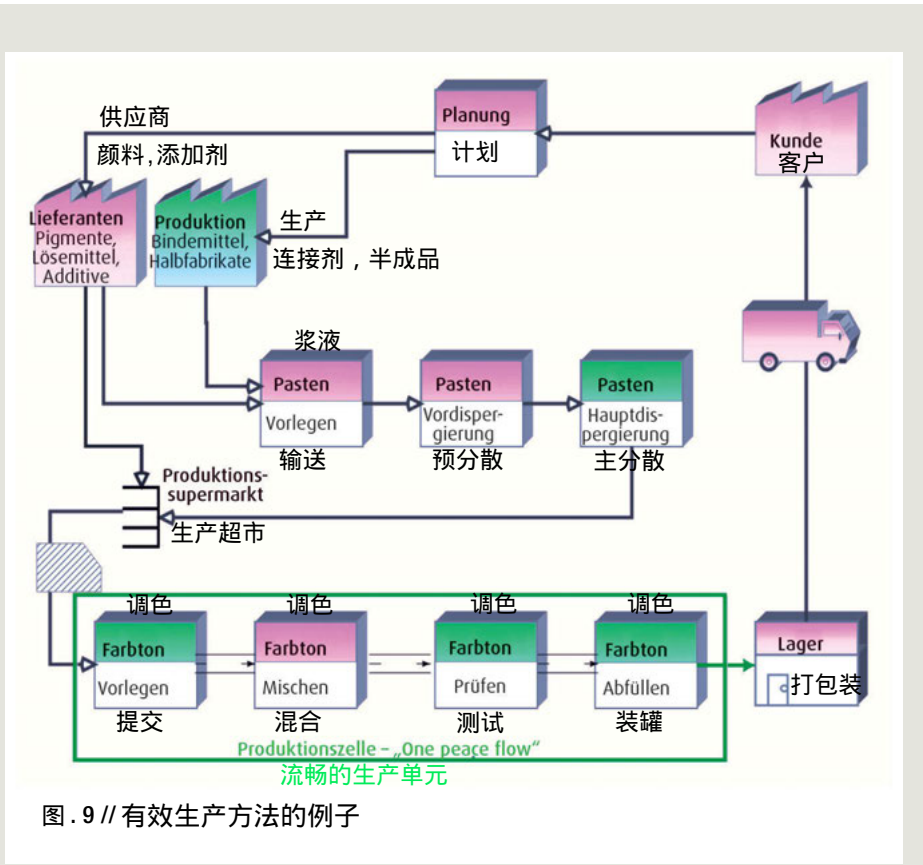 供应商
颜料,添加剂
Planung
计划
Kunde
客户
Lieferanten
Pigmente,
Lösemittel,
Additive
Produktion
Bindemittel,
Halbfabrikate
生产
连接剂，半成品
浆液
Pasten
Vorlegen
输送
Pasten
Vordisper-
gierung
预分散
Pasten
Hauptdis-
pergierung
主分散
Produktions-
supermarkt
生产超市
调色
Farbton
Vorlegen
提交
调色
Farbton
Mischen
混合
调色
Farbton
Prüfen
测试
调色
Farbton
Abfüllen
装罐
Lager
打包装
Produktionszelle – „One peace flow“
流畅的生产单元
图.9 // 有效生产方法的例子